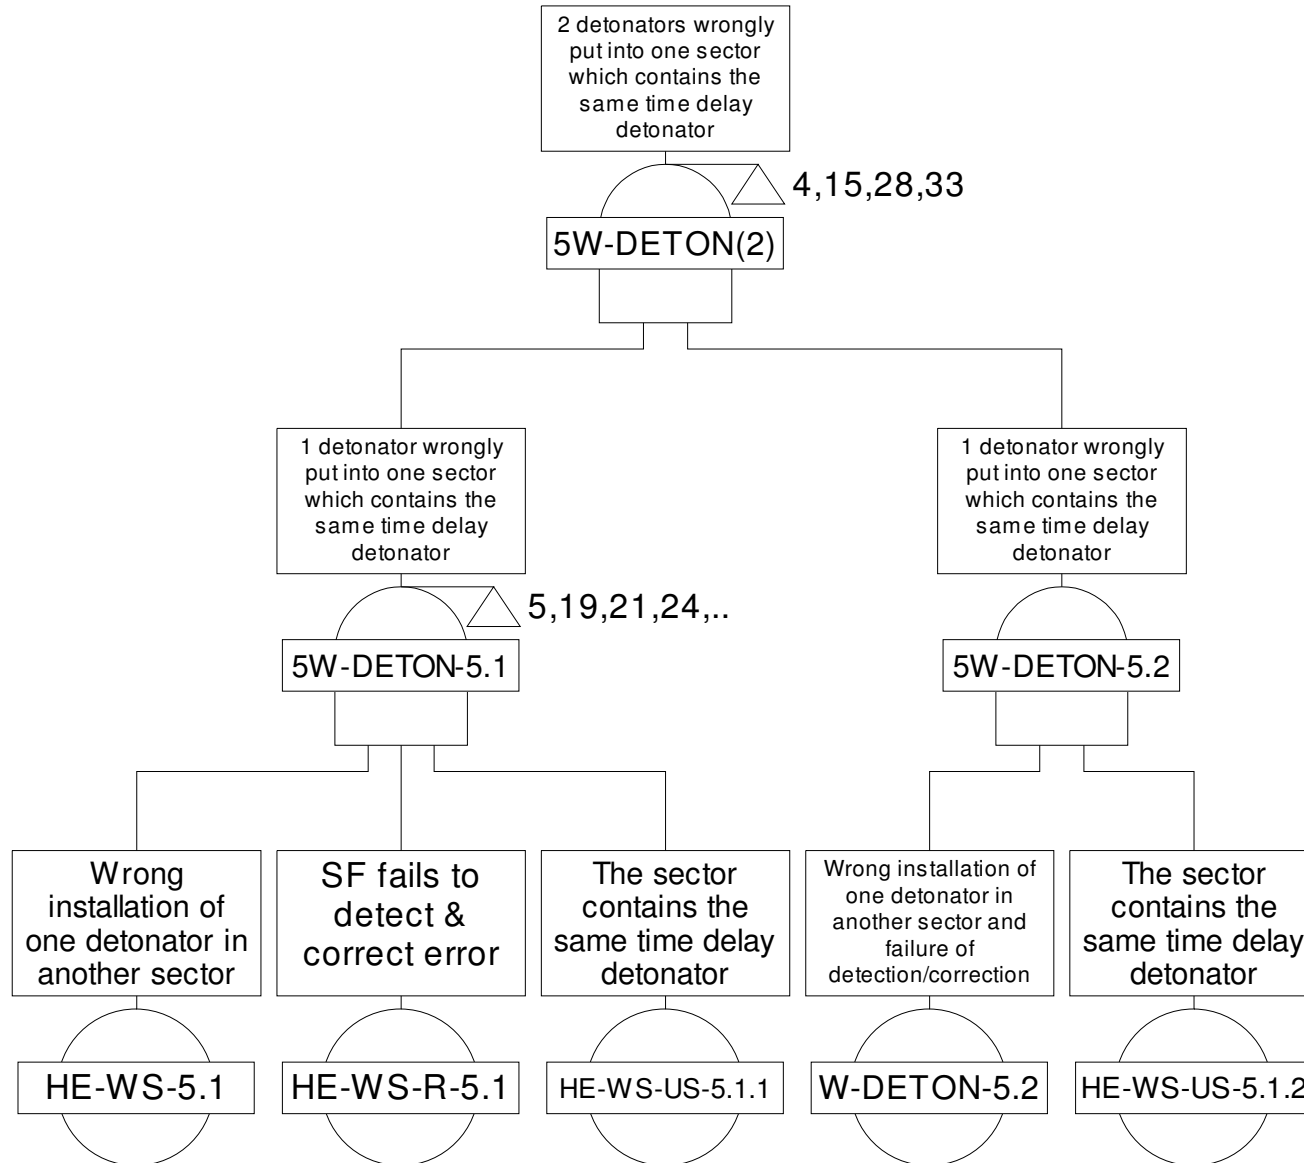 2 detonators wrongly
put into one sector
which contains the
same time delay
detonator
4,15,28,33
5W-DETON(2)
1 detonator wrongly
put into one sector
which contains the
same time delay
detonator
5,19,21,24,..
5W-DETON-5.1
1 detonator wrongly
put into one sector
which contains the
same time delay
detonator
5W-DETON-5.2
Wrong
installation of
one detonator in
another sector
HE-WS-5.1
SF fails to
detect &
correct error
HE-WS-R-5.1
The sector
contains the
same time delay
detonator
HE-WS-US-5.1.1
Wrong installation of
one detonator in
another sector and
failure of
detection/correction
W-DETON-5.2
The sector
contains the
same time delay
detonator
HE-WS-US-5.1.2